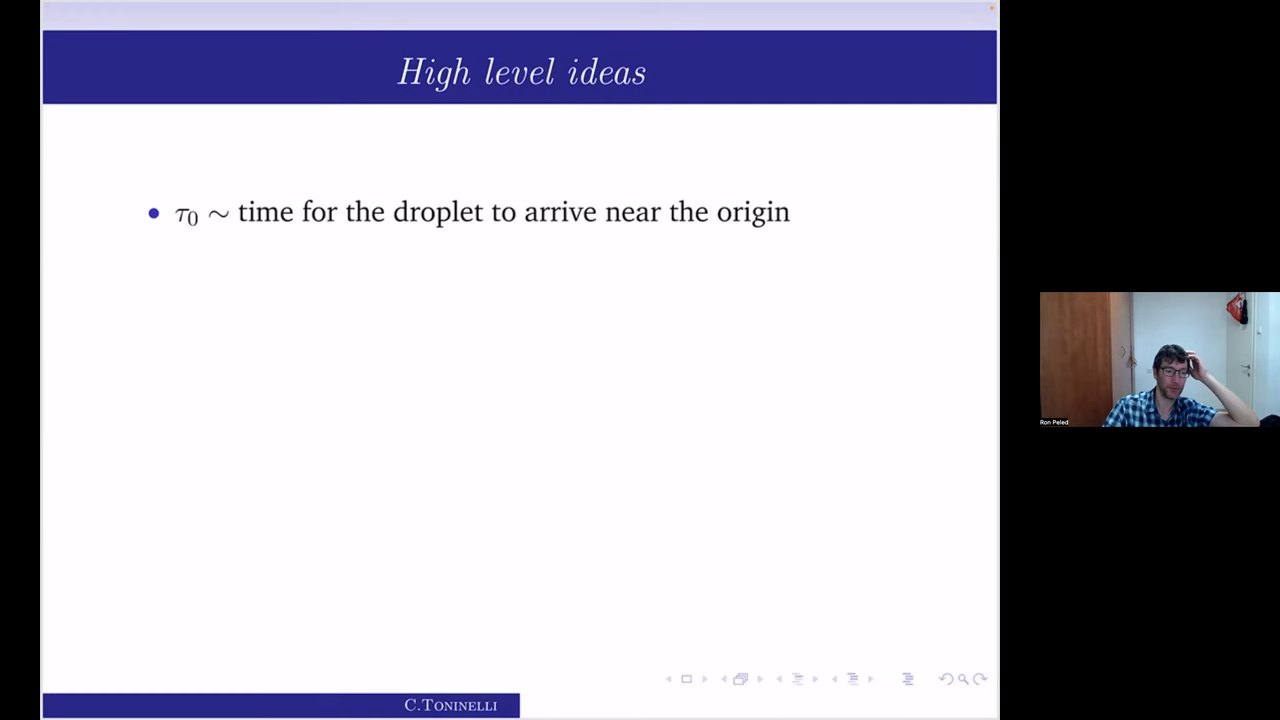 High level ideas
• τ₀ ∼ time for the droplet to arrive near the origin
Ron Peled
C.Toninelli